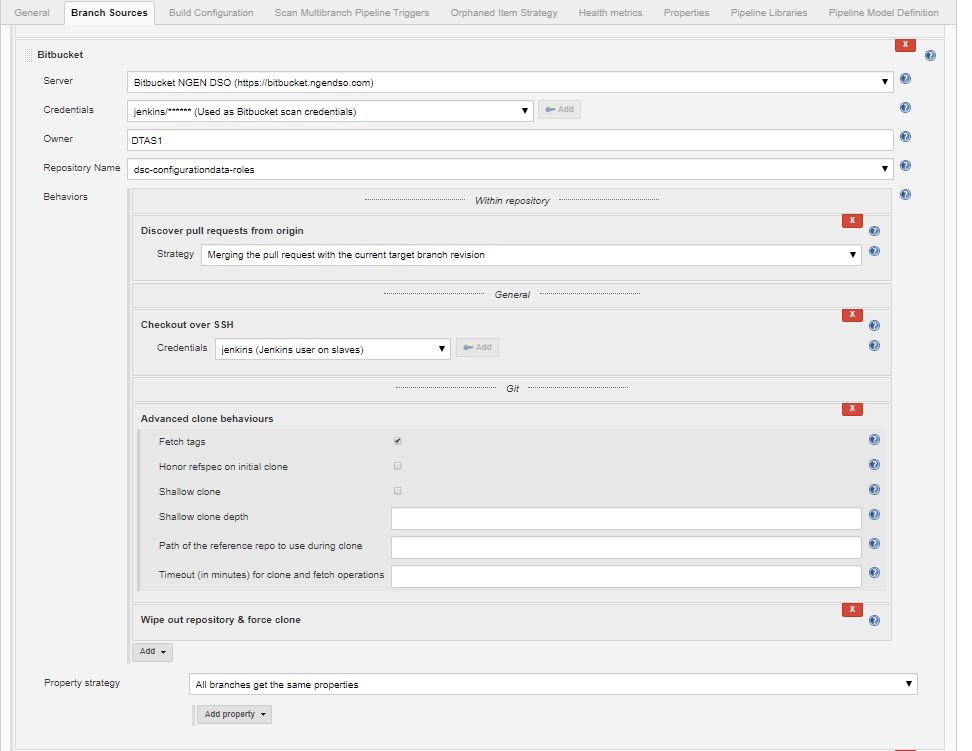 General Branch Sources Build Configuration Scan Multibranch Pipeline Triggers Orphaned Item Strategy Health metrics Properties Pipeline Libraries Pipeline Model Definition
X
Bitbucket ?
Server Bitbucket NGEN DSO (https://bitbucket.ngendso.com) ?
Credentials jenkins/****** (Used as Bitbucket scan credentials) Add ?
Owner DTAS1 ?
Repository Name dsc-configurationdata-roles ?
Behaviors Within repository ?
X
Discover pull requests from origin ?
Strategy Merging the pull request with the current target branch revision ?
General
X
Checkout over SSH ?
Credentials jenkins (Jenkins user on slaves) Add ?
Git
X
Advanced clone behaviours
Fetch tags ?
Honor refspec on initial clone ?
Shallow clone ?
Shallow clone depth ?
Path of the reference repo to use during clone ?
Timeout (in minutes) for clone and fetch operations ?
X
Wipe out repository & force clone ?
Add
Property strategy All branches get the same properties
Add property